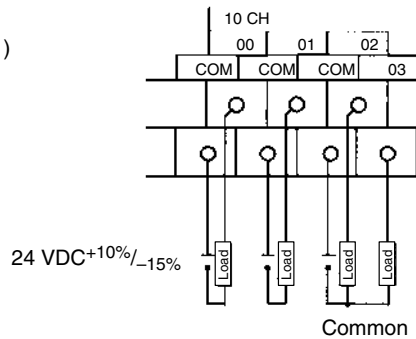 10 CH
)
00 01 02
COM COM COM 03
24 VDC+10%/–15%
Load Load Load Load
Common